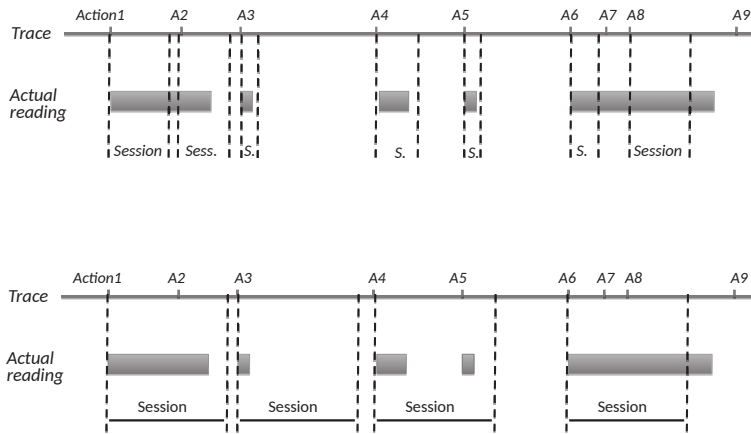 Action1 A2 A3 A4 A5 A6 A7 A8 A9
Trace
Actual
reading
Session Sess. S. S. S. S. Session
Action1 A2 A3 A4 A5 A6 A7 A8 A9
Trace
Actual
reading
Session Session Session Session